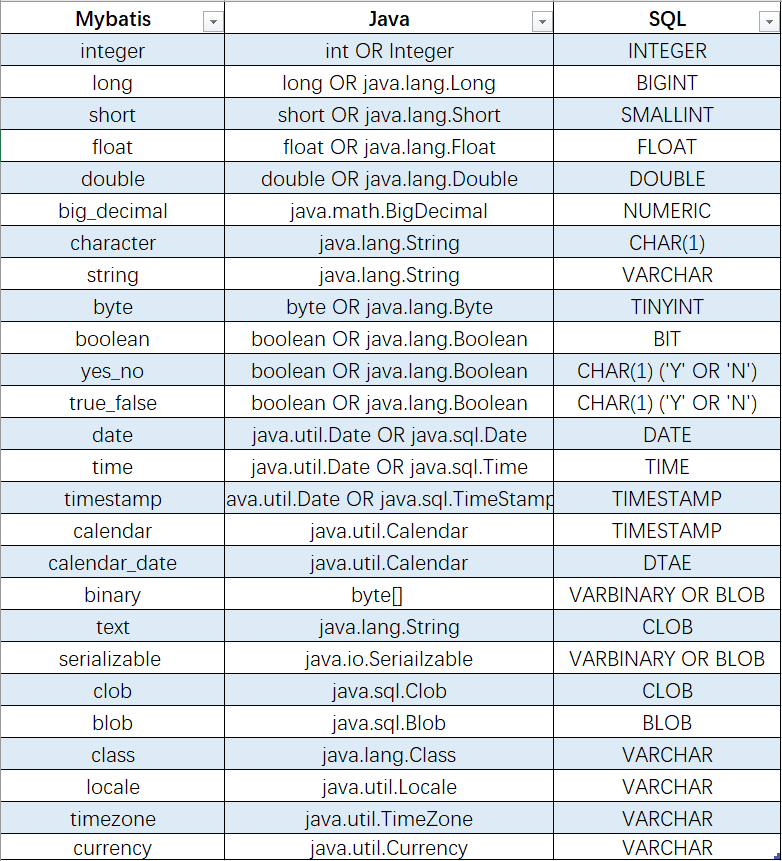 Mybatis Java SQL
integer int OR Integer INTEGER
long long OR java.lang.Long BIGINT
short short OR java.lang.Short SMALLINT
float float OR java.lang.Float FLOAT
double double OR java.lang.Double DOUBLE
big_decimal java.math.BigDecimal NUMERIC
character java.lang.String CHAR(1)
string java.lang.String VARCHAR
byte byte OR java.lang.Byte TINYINT
boolean boolean OR java.lang.Boolean BIT
yes_no boolean OR java.lang.Boolean CHAR(1) ('Y' OR 'N')
true_false boolean OR java.lang.Boolean CHAR(1) ('Y' OR 'N')
date java.util.Date OR java.sql.Date DATE
time java.util.Date OR java.sql.Time TIME
timestamp ava.util.Date OR java.sql.TimeStamp TIMESTAMP
calendar java.util.Calendar TIMESTAMP
calendar_date java.util.Calendar DTAE
binary byte[] VARBINARY OR BLOB
text java.lang.String CLOB
serializable java.io.Seriailzable VARBINARY OR BLOB
clob java.sql.Clob CLOB
blob java.sql.Blob BLOB
class java.lang.Class VARCHAR
locale java.util.Locale VARCHAR
timezone java.util.TimeZone VARCHAR
currency java.util.Currency VARCHAR